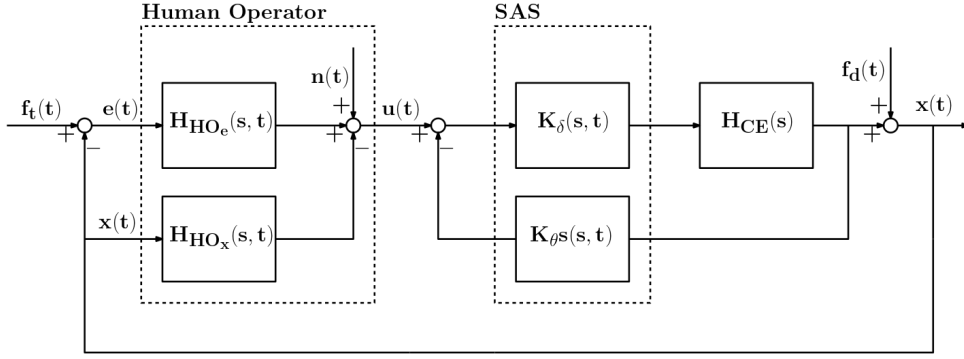 Human Operator
SAS
n(t)
f_d(t)
f_t(t)
e(t)
u(t)
x(t)
+
+
+
+
+
+
−
−
−
H_HO_e(s, t)
K_δ(s, t)
H_CE(s)
x(t)
H_HO_x(s, t)
K_θs(s, t)